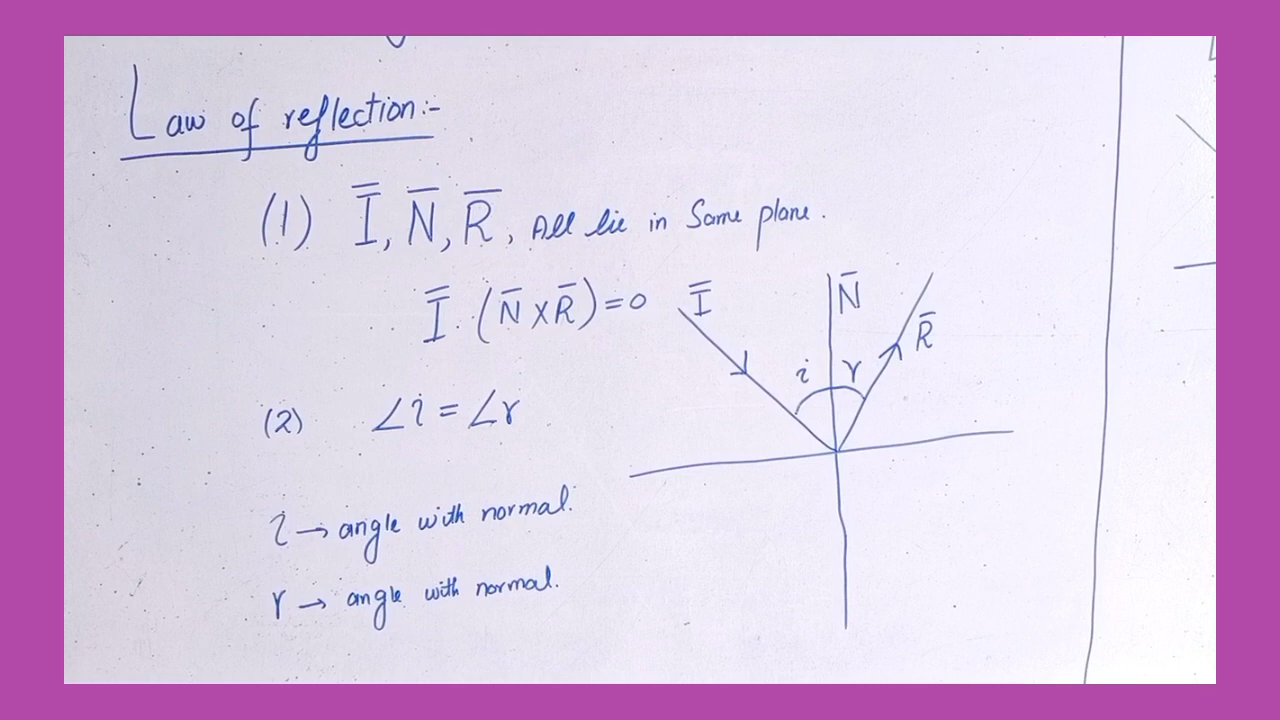 Law of reflection:-
(1) I̿, N̅, R̅, All lie in Same plane.
I̿ . (N̅ × R̅) = 0
I̿
N̅
R̅
i
r
(2) ∠i = ∠r
i → angle with normal.
r → angle with normal.